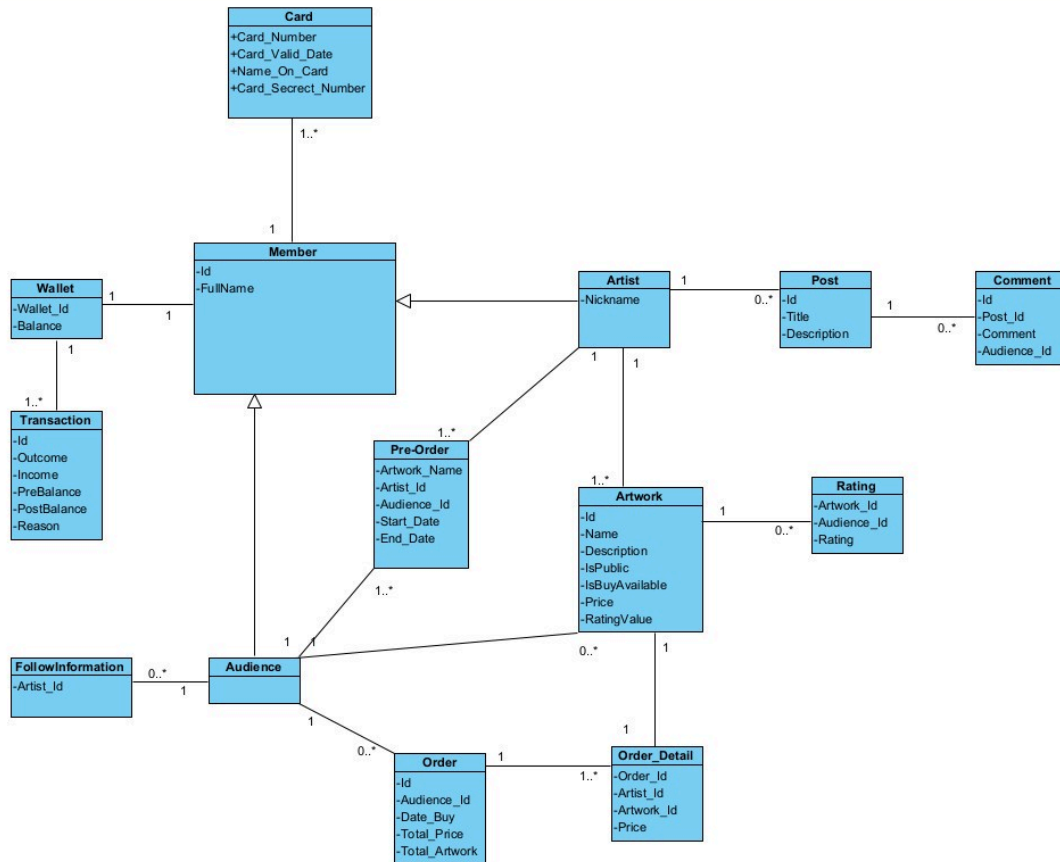 Card
+Card_Number
+Card_Valid_Date
+Name_On_Card
+Card_Secrect_Number
1..*
1
Member
-Id
-FullName
Wallet
-Wallet_Id
-Balance
1
1
1
1..*
Transaction
-Id
-Outcome
-Income
-PreBalance
-PostBalance
-Reason
Artist
-Nickname
1
0..*
Post
-Id
-Title
-Description
1
0..*
Comment
-Id
-Post_Id
-Comment
-Audience_Id
1
1
1..*
Pre-Order
-Artwork_Name
-Artist_Id
-Audience_Id
-Start_Date
-End_Date
1..*
1..*
Artwork
-Id
-Name
-Description
-IsPublic
-IsBuyAvailable
-Price
-RatingValue
1
0..*
Rating
-Artwork_Id
-Audience_Id
-Rating
1
1
0..*
1
FollowInformation
-Artist_Id
0..*
1
Audience
1
0..*
Order
-Id
-Audience_Id
-Date_Buy
-Total_Price
-Total_Artwork
1
1..*
1
Order_Detail
-Order_Id
-Artist_Id
-Artwork_Id
-Price